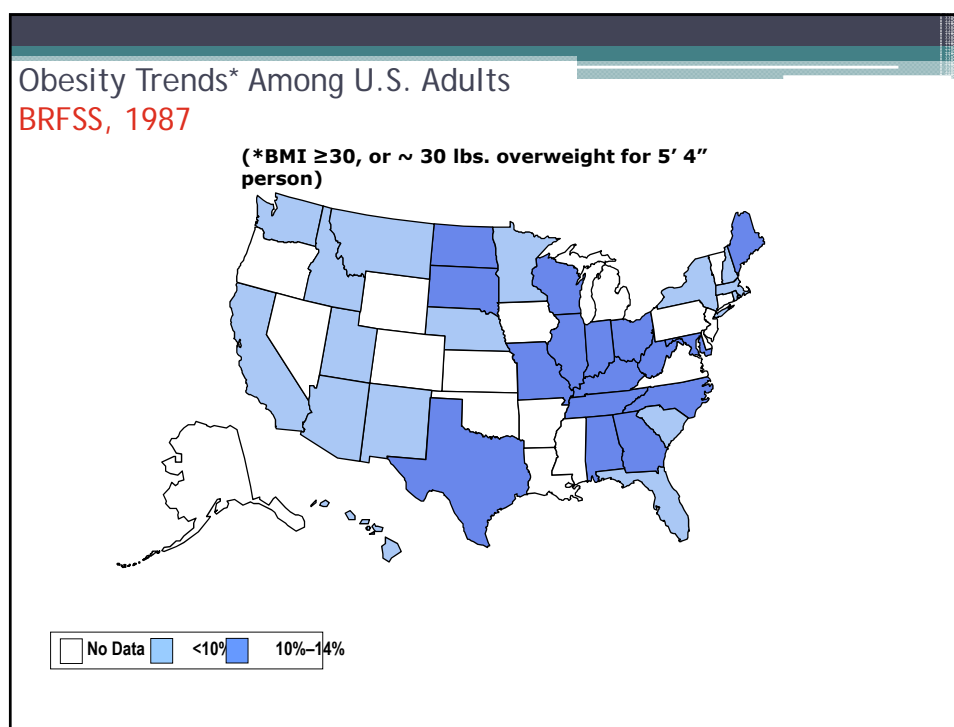 Obesity Trends* Among U.S. Adults
BRFSS, 1987
(*BMI ≥30, or ~ 30 lbs. overweight for 5’ 4”
person)
No Data <10% 10%–14%